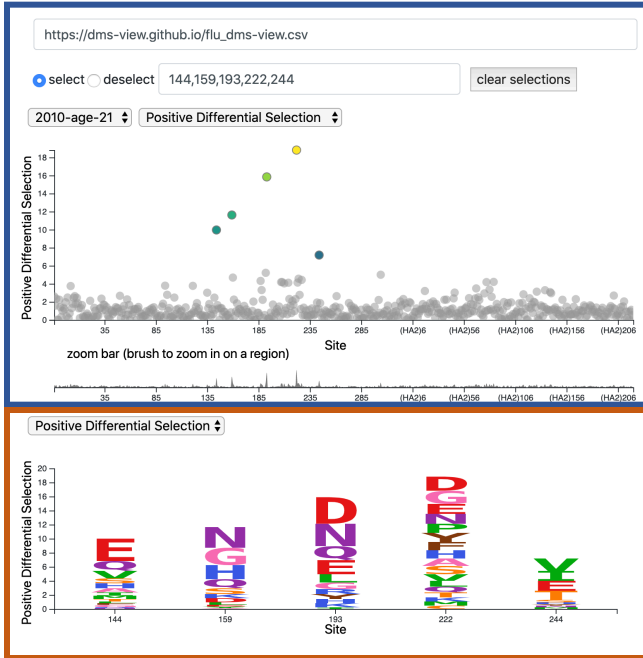 https://dms-view.github.io/flu_dms-view.csv
select deselect 144,159,193,222,244 clear selections
2010-age-21 Positive Differential Selection
Positive Differential Selection
18
16
14
12
10
8
6
4
2
0
35 85 135 185 235 285 (HA2)6 (HA2)56 (HA2)106 (HA2)156 (HA2)206
Site
zoom bar (brush to zoom in on a region)
35 85 135 185 235 285 (HA2)6 (HA2)56 (HA2)106 (HA2)156 (HA2)206
Positive Differential Selection
Positive Differential Selection
20
18
16
14
12
10
8
6
4
2
0
E
Q
N
G
H
Q
D
N
Q
E
D
G
E
N
P
Y
F
H
A
S
V
E
T
144 159 193 222 244
Site